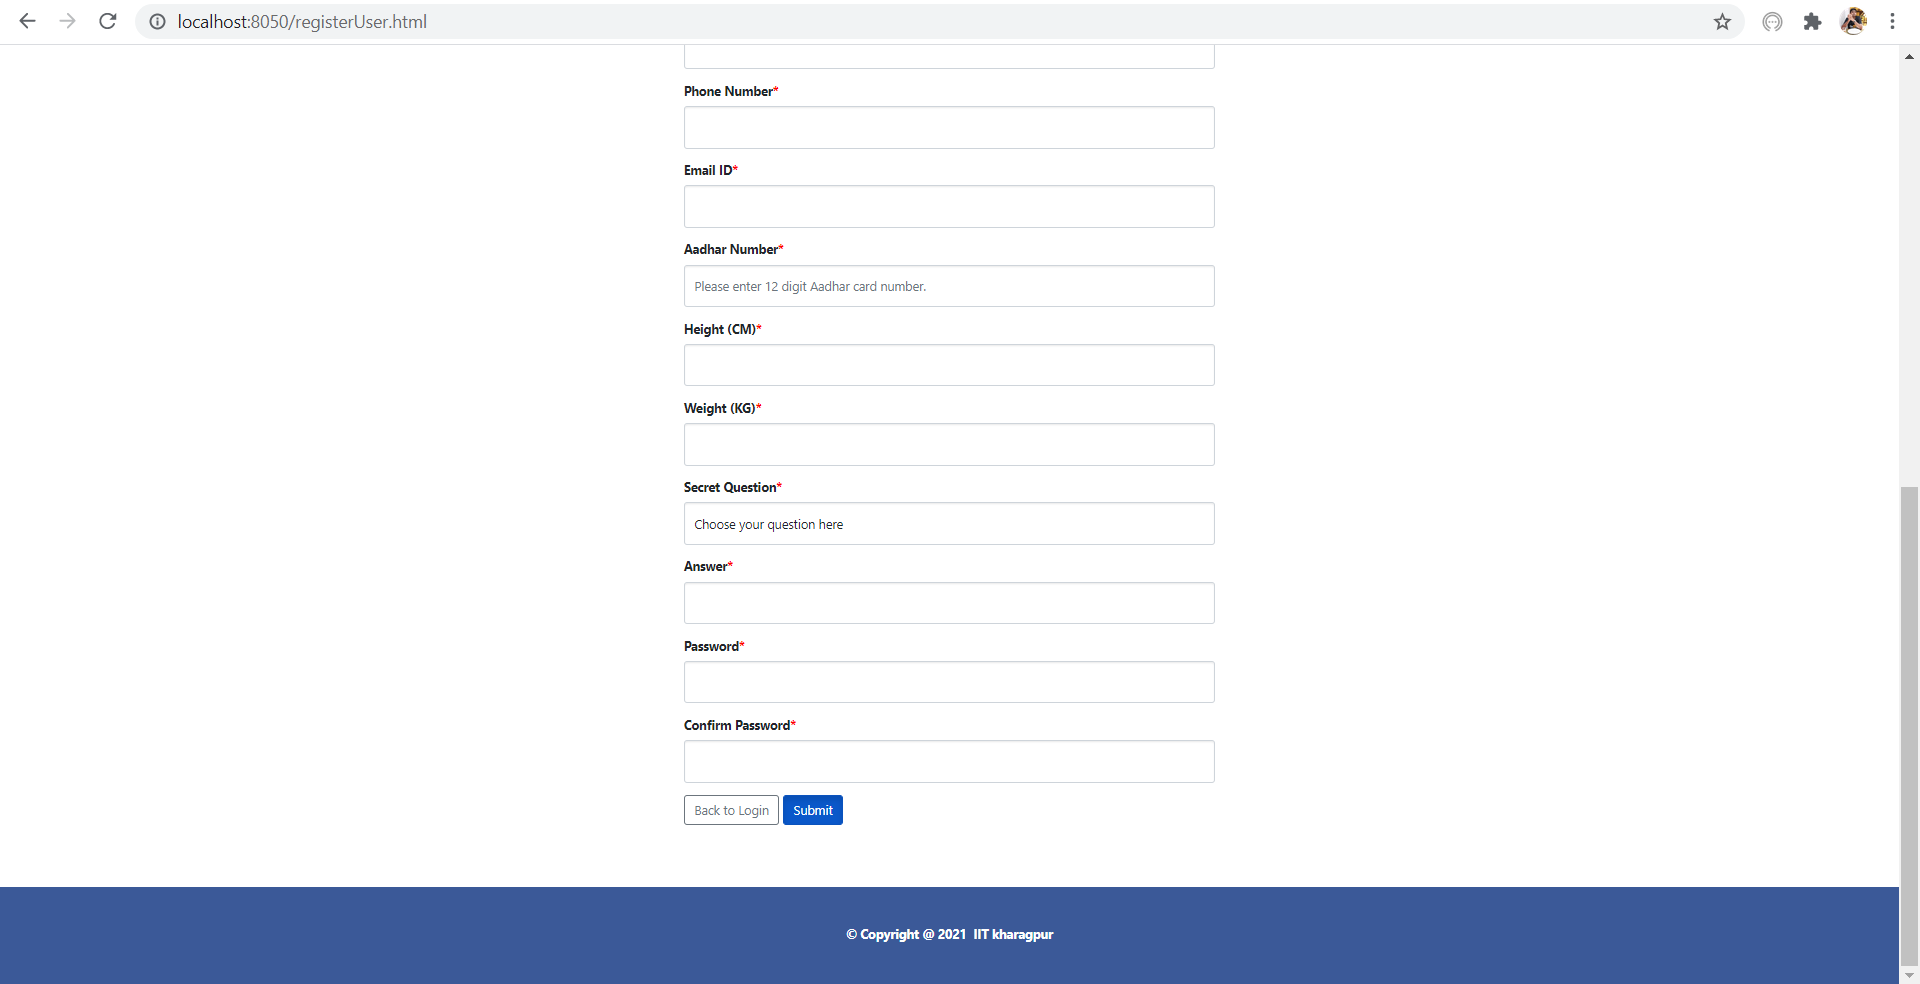 localhost:8050/registerUser.html
Phone Number*
Email ID*
Aadhar Number*
Please enter 12 digit Aadhar card number.
Height (CM)*
Weight (KG)*
Secret Question*
Choose your question here
Answer*
Password*
Confirm Password*
Back to Login Submit
© Copyright @ 2021 IIT kharagpur